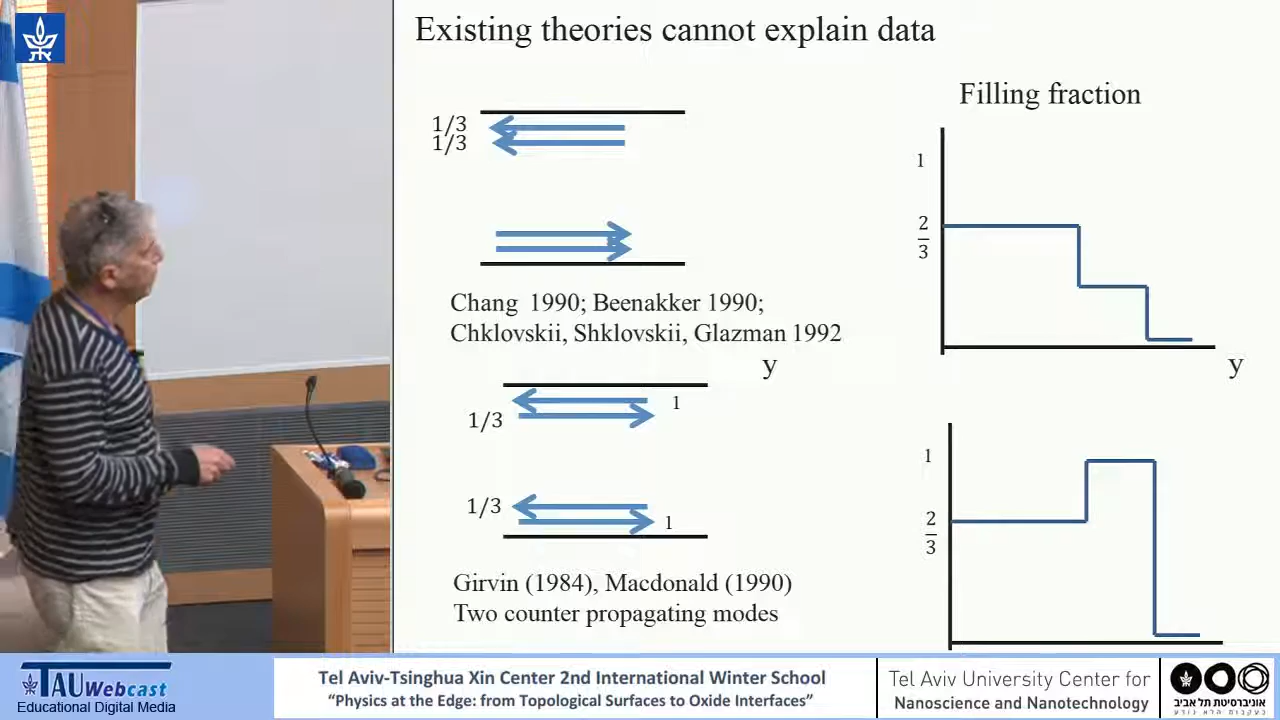 Existing theories cannot explain data
1/3
1/3
Chang 1990; Beenakker 1990;
Chklovskii, Shklovskii, Glazman 1992
y
1
1/3
1/3
1
Girvin (1984), Macdonald (1990)
Two counter propagating modes
Filling fraction
1
2
3
y
1
2
3
TAUWebcast
Educational Digital Media
Tel Aviv-Tsinghua Xin Center 2nd International Winter School
“Physics at the Edge: from Topological Surfaces to Oxide Interfaces”
Tel Aviv University Center for
Nanoscience and Nanotechnology
אוניברסיטת תל אביב